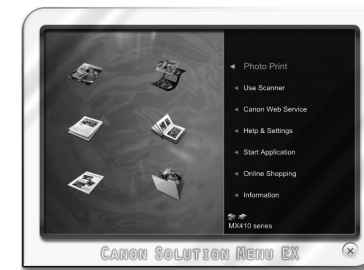 Photo Print
Use Scanner
Canon Web Service
Help & Settings
Start Application
Online Shopping
Information
MX410 series
CANON SOLUTION MENU EX